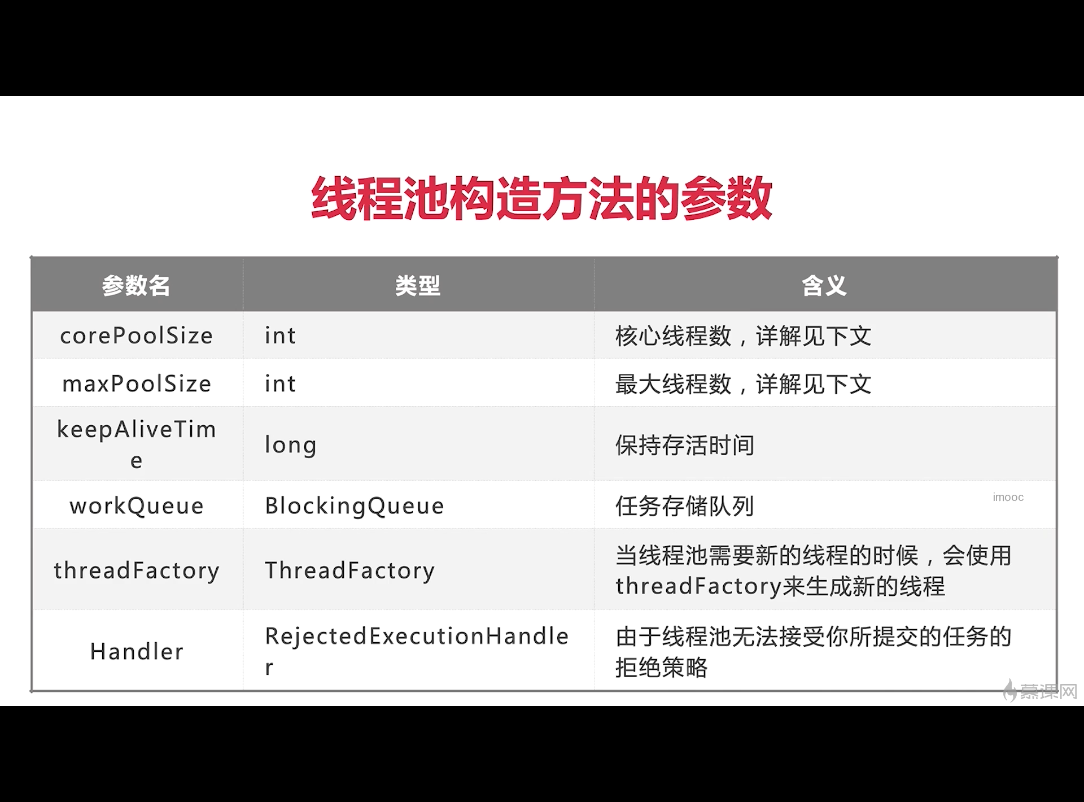 线程池构造方法的参数
参数名 类型 含义
corePoolSize int 核心线程数，详解见下文
maxPoolSize int 最大线程数，详解见下文
keepAliveTim
e
long 保持存活时间
workQueue BlockingQueue 任务存储队列
imooc
threadFactory ThreadFactory
当线程池需要新的线程的时候，会使用
threadFactory来生成新的线程
Handler
RejectedExecutionHandle
r
由于线程池无法接受你所提交的任务的
拒绝策略
慕课网